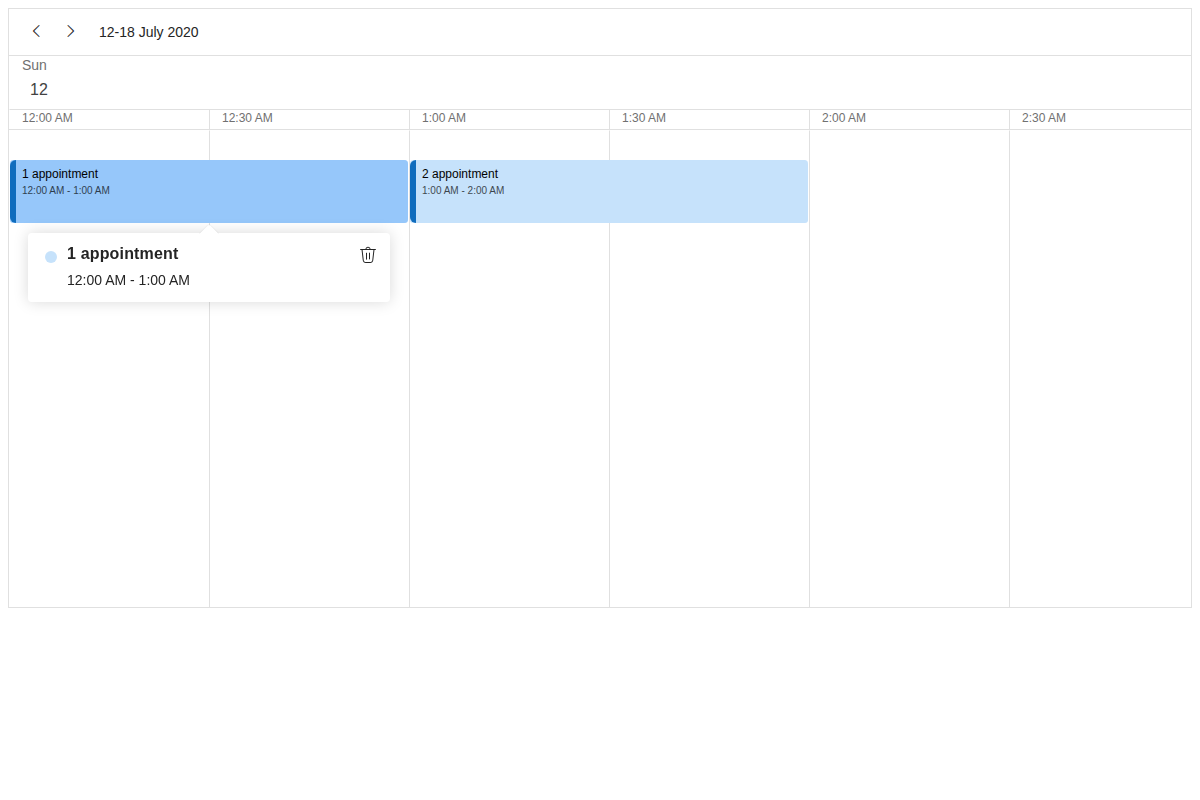 12-18 July 2020
Sun
12
12:00 AM 12:30 AM 1:00 AM 1:30 AM 2:00 AM 2:30 AM
1 appointment
12:00 AM - 1:00 AM
2 appointment
1:00 AM - 2:00 AM
1 appointment
12:00 AM - 1:00 AM